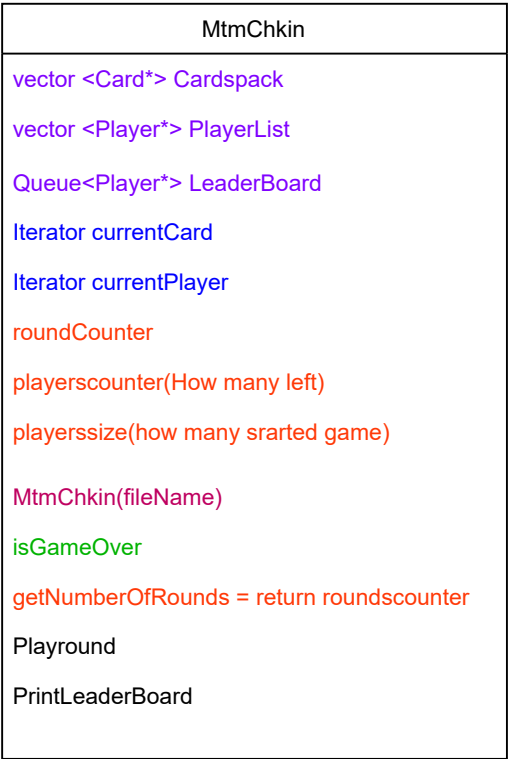 MtmChkin
vector <Card*> Cardspack
vector <Player*> PlayerList
Queue<Player*> LeaderBoard
Iterator currentCard
Iterator currentPlayer
roundCounter
playerscounter(How many left)
playerssize(how many srarted game)
MtmChkin(fileName)
isGameOver
getNumberOfRounds = return roundscounter
Playround
PrintLeaderBoard